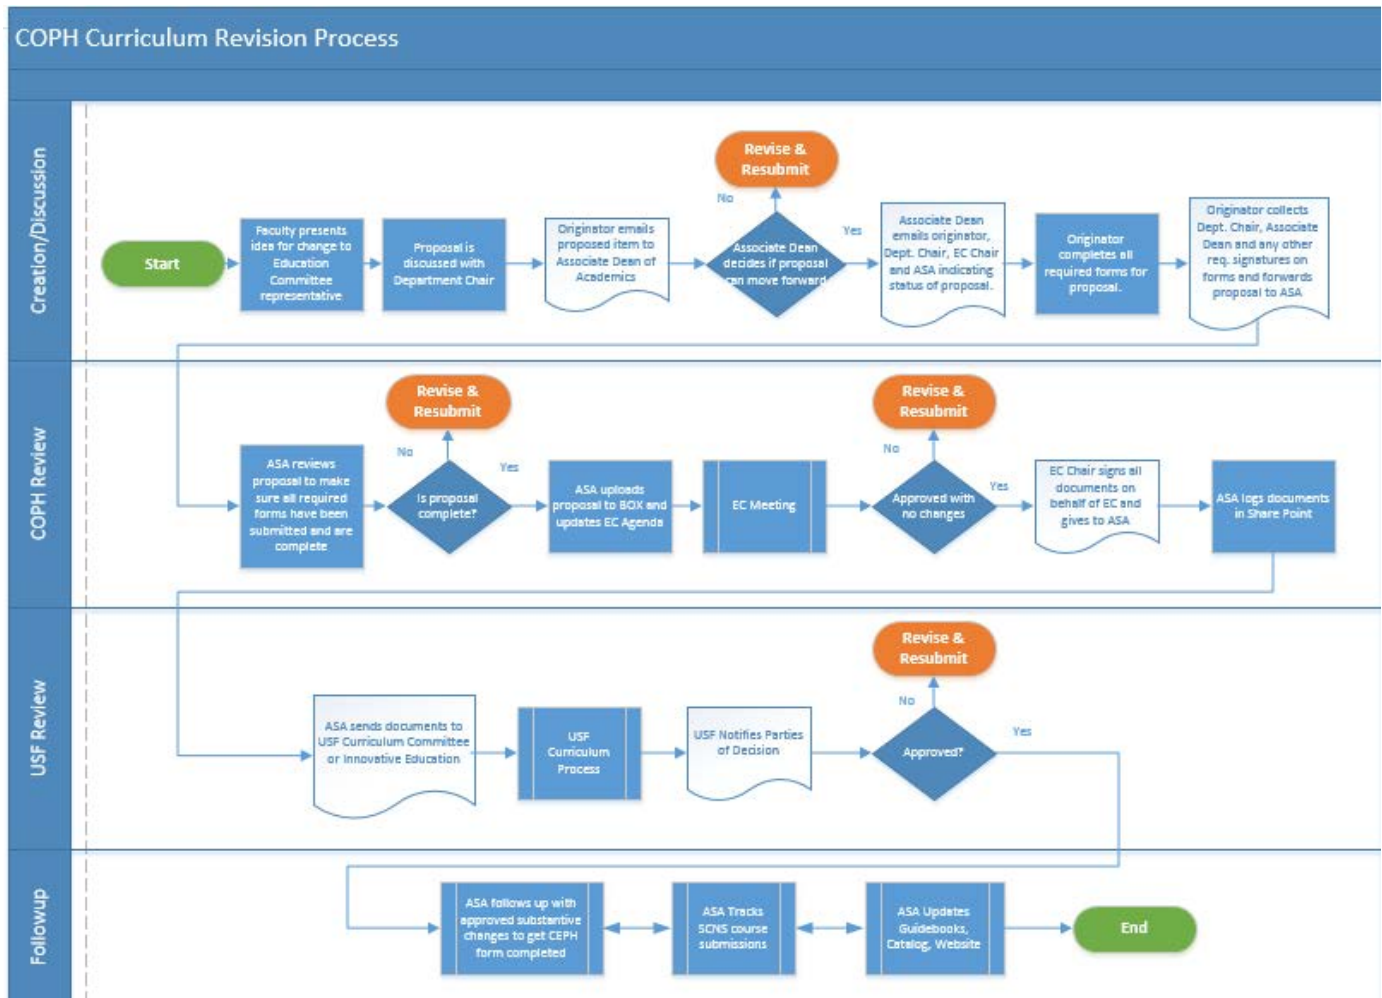 COPH Curriculum Revision Process
Creation/Discussion
Start
Faculty presents
idea for change to
Education
Committee
representative
Proposal is
discussed with
Department Chair
Originator emails
proposed item to
Associate Dean of
Academics
Revise &
Resubmit
No
Associate Dean
decides if proposal
can move forward
Yes
Associate Dean
emails originator,
Dept. Chair, EC Chair
and ASA indicating
status of proposal.
Originator
completes all
required forms for
proposal.
Originator collects
Dept. Chair, Associate
Dean and any other
req. signatures on
forms and forwards
proposal to ASA
COPH Review
ASA reviews
proposal to make
sure all required
forms have been
submitted and are
complete
Revise &
Resubmit
No
Is proposal
complete?
Yes
ASA uploads
proposal to BOX and
updates EC Agenda
EC Meeting
Revise &
Resubmit
No
Approved with
no changes
Yes
EC Chair signs all
documents on
behalf of EC and
gives to ASA
ASA logs documents
in Share Point
USF Review
ASA sends documents to
USF Curriculum Committee
or Innovative Education
USF
Curriculum
Process
USF Notifies Parties
of Decision
Revise &
Resubmit
No
Approved?
Yes
Followup
ASA follows up with
approved substantive
changes to get CEPH
form completed
ASA Tracks
SCNS course
submissions
ASA Updates
Guidebooks,
Catalog, Website
End